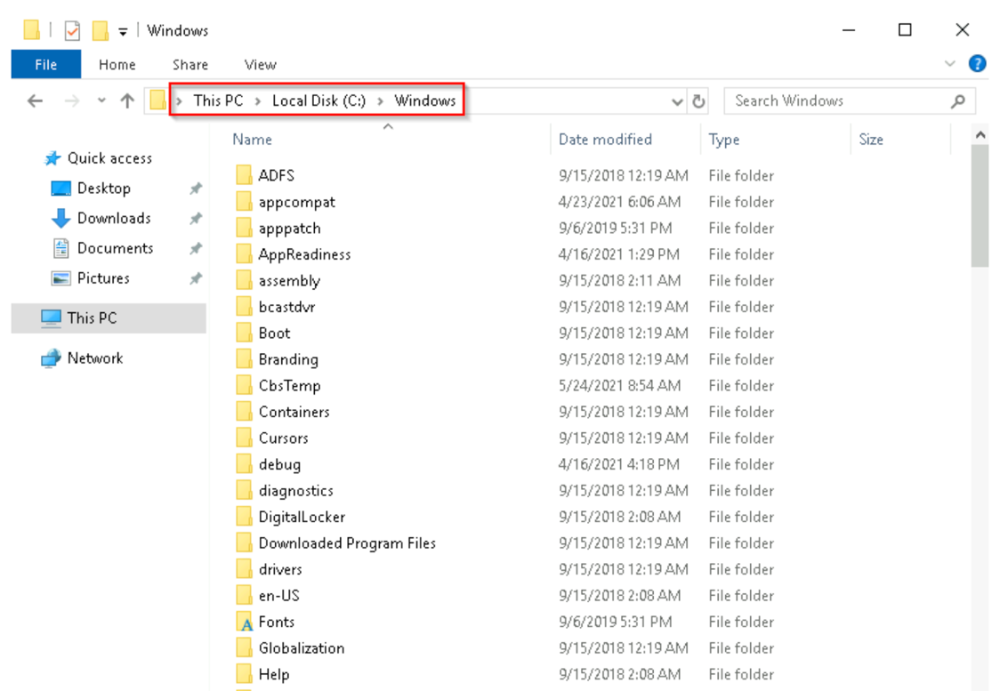 Windows
File Home Share View
This PC Local Disk (C:) Windows
Search Windows
Quick access
Desktop
Downloads
Documents
Pictures
This PC
Network
Name Date modified Type Size
ADFS 9/15/2018 12:19 AM File folder
appcompat 4/23/2021 6:06 AM File folder
apppatch 9/6/2019 5:31 PM File folder
AppReadiness 4/16/2021 1:29 PM File folder
assembly 9/15/2018 2:11 AM File folder
bcastdvr 9/15/2018 12:19 AM File folder
Boot 9/15/2018 12:19 AM File folder
Branding 9/15/2018 12:19 AM File folder
CbsTemp 5/24/2021 8:54 AM File folder
Containers 9/15/2018 12:19 AM File folder
Cursors 9/15/2018 12:19 AM File folder
debug 4/16/2021 4:18 PM File folder
diagnostics 9/15/2018 12:19 AM File folder
DigitalLocker 9/15/2018 2:08 AM File folder
Downloaded Program Files 9/15/2018 12:19 AM File folder
drivers 9/15/2018 12:19 AM File folder
en-US 9/15/2018 2:08 AM File folder
Fonts 9/6/2019 5:31 PM File folder
Globalization 9/15/2018 12:19 AM File folder
Help 9/15/2018 2:08 AM File folder